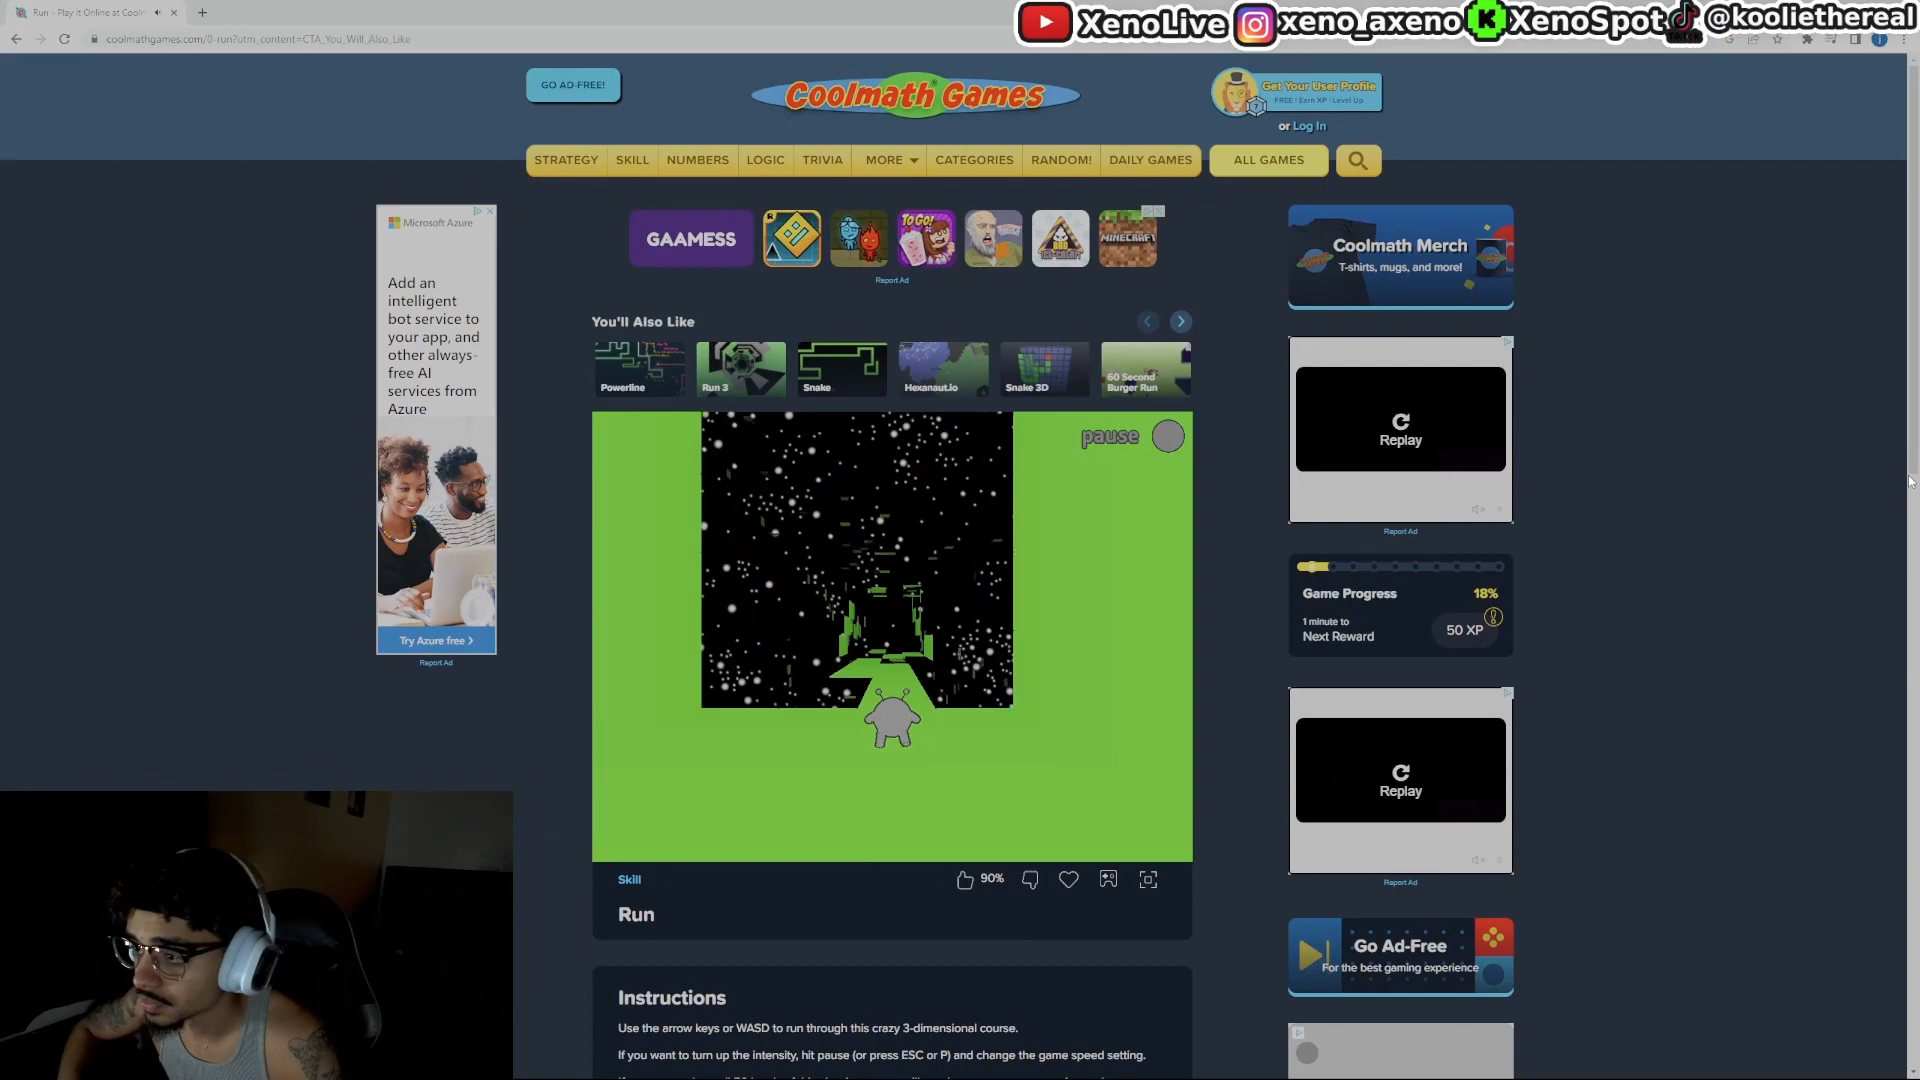 Run - Play it Online at Coolm
XenoLive xeno_axeno XenoSpot @kooliethereal
coolmathgames.com/0-run?utm_content=CTA_You_Will_Also_Like
GO AD-FREE!
Coolmath Games
Get Your User Profile
FREE! Earn XP! Level Up
or Log In
STRATEGY SKILL NUMBERS LOGIC TRIVIA MORE CATEGORIES RANDOM! DAILY GAMES ALL GAMES
Microsoft Azure
Add an
intelligent
bot service to
your app, and
other always-
free AI
services from
Azure
Try Azure free >
Report Ad
GAAMESS
TO GO!
MINECRAFT
Report Ad
You'll Also Like
Powerline
Run 3
Snake
Hexanaut.io
Snake 3D
60 Second
Burger Run
pause
Skill
90%
Run
Instructions
Use the arrow keys or WASD to run through this crazy 3-dimensional course.
If you want to turn up the intensity, hit pause (or press ESC or P) and change the game speed setting.
Coolmath Merch
T-shirts, mugs, and more!
Replay
Report Ad
Game Progress 18%
1 minute to
Next Reward
50 XP
Replay
Report Ad
Go Ad-Free
For the best gaming experience